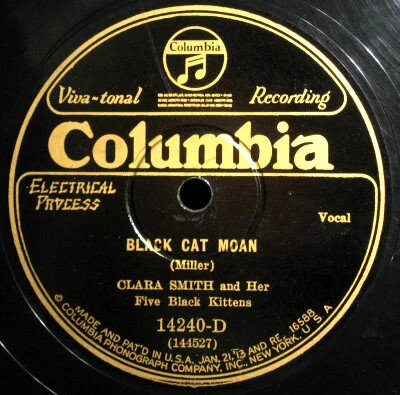 Columbia
Viva-tonal Recording
Columbia
ELECTRICAL
PROCESS
Vocal
BLACK CAT MOAN
(Miller)
CLARA SMITH and Her
Five Black Kittens
14240-D
(144527)
MADE AND PAT'D IN U.S.A. JAN. 21, '13 AND RE. 16588
© COLUMBIA PHONOGRAPH COMPANY, INC., NEW YORK, U.S.A.